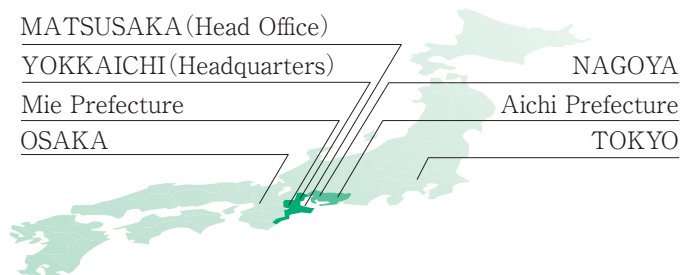 MATSUSAKA(Head Office)
YOKKAICHI(Headquarters)
Mie Prefecture
OSAKA
NAGOYA
Aichi Prefecture
TOKYO